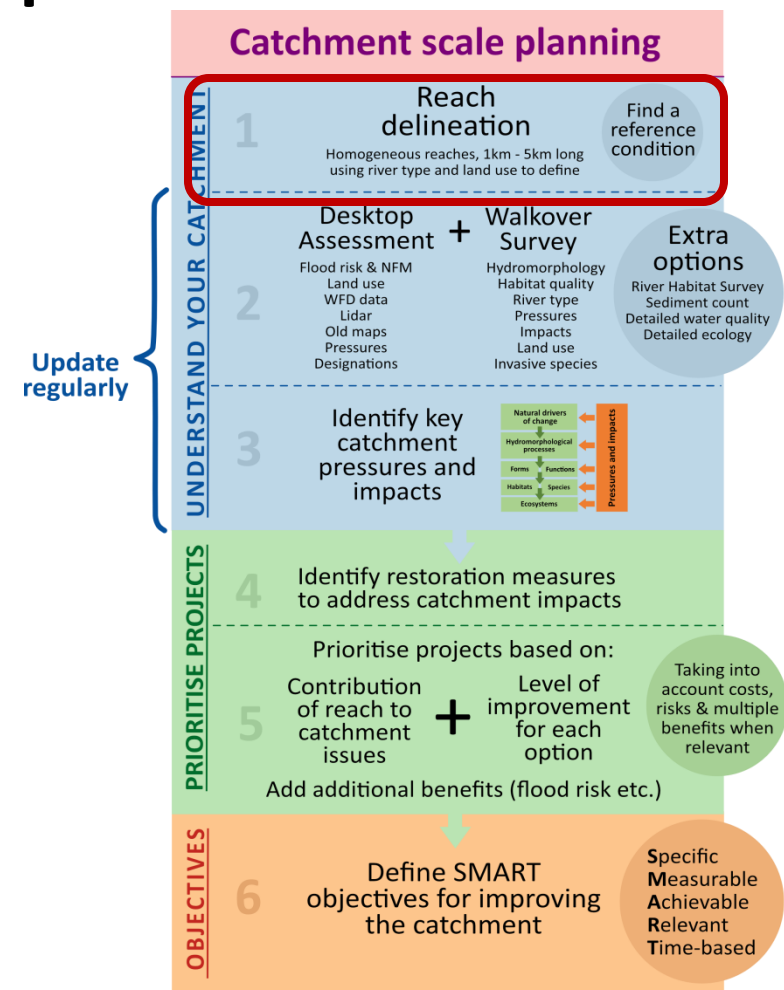 Catchment scale planning
UNDERSTAND YOUR CATCHMENT
1
Reach
delineation
Homogeneous reaches, 1km - 5km long
using river type and land use to define
Find a
reference
condition
Update
regularly
2
Desktop
Assessment
+
Walkover
Survey
Flood risk & NFM
Land use
WFD data
Lidar
Old maps
Pressures
Designations
Hydromorphology
Habitat quality
River type
Pressures
Impacts
Land use
Invasive species
Extra
options
River Habitat Survey
Sediment count
Detailed water quality
Detailed ecology
3
Identify key
catchment
pressures and
impacts
Natural drivers
of change
Hydromorphological
processes
Forms Functions
Habitats Species
Ecosystems
Pressures and impacts
PRIORITISE PROJECTS
4
Identify restoration measures
to address catchment impacts
5
Prioritise projects based on:
Contribution
of reach to
catchment
issues
+
Level of
improvement
for each
option
Add additional benefits (flood risk etc.)
Taking into
account costs,
risks & multiple
benefits when
relevant
OBJECTIVES
6
Define SMART
objectives for improving
the catchment
Specific
Measurable
Achievable
Relevant
Time-based